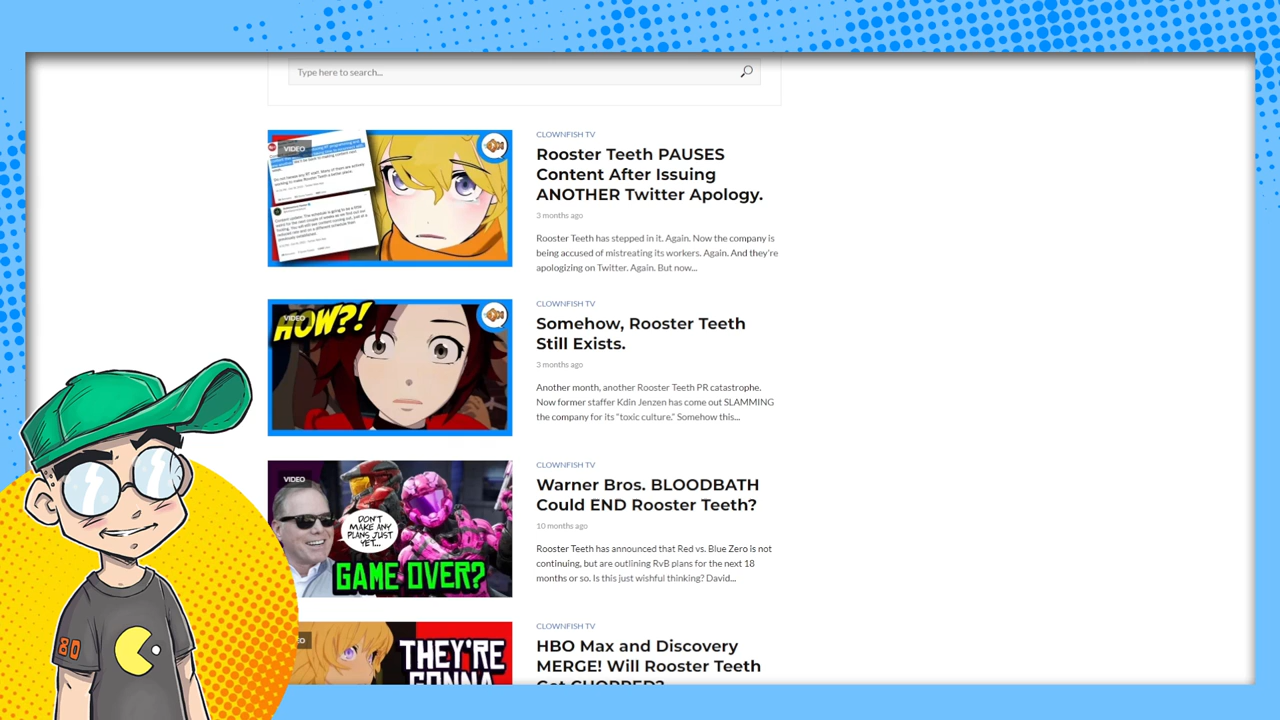 Type here to search...
VIDEO
CLOWNFISH TV
Rooster Teeth PAUSES
Content After Issuing
ANOTHER Twitter Apology.
3 months ago
Rooster Teeth has stepped in it. Again. Now the company is
being accused of mistreating its workers. Again. And they're
apologizing on Twitter. Again. But now...
VIDEO
HOW?!
CLOWNFISH TV
Somehow, Rooster Teeth
Still Exists.
3 months ago
Another month, another Rooster Teeth PR catastrophe.
Now former staffer Kdin Jenzen has come out SLAMMING
the company for its "toxic culture." Somehow this...
VIDEO
DON'T
MAKE ANY
PLANS JUST
YET...
GAME OVER?
CLOWNFISH TV
Warner Bros. BLOODBATH
Could END Rooster Teeth?
10 months ago
Rooster Teeth has announced that Red vs. Blue Zero is not
continuing, but are outlining RvB plans for the next 18
months or so. Is this just wishful thinking? David...
THEY'RE
GONNA
CLOWNFISH TV
HBO Max and Discovery
MERGE! Will Rooster Teeth
Get CHOPPED?
80